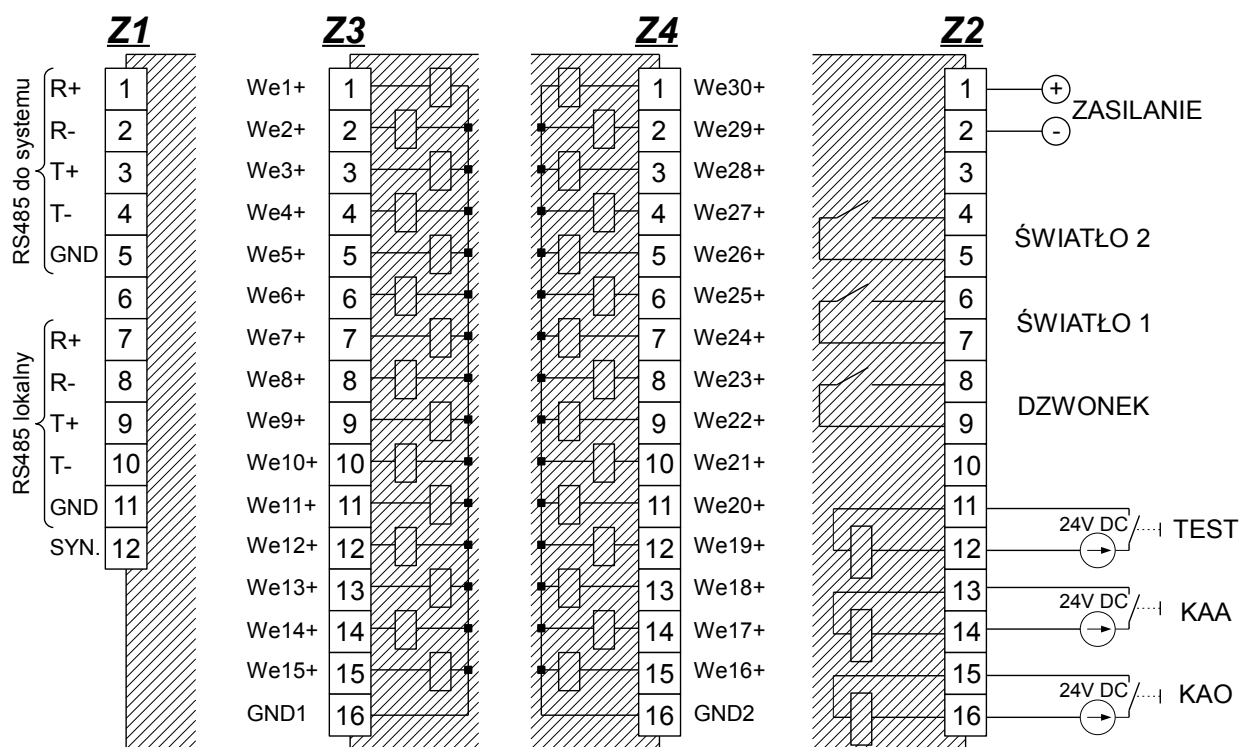 Z1
RS485 do systemu
R+ 1
R- 2
T+ 3
T- 4
GND 5
6
RS485 lokalny
R+ 7
R- 8
T+ 9
T- 10
GND 11
SYN. 12
Z3
We1+ 1
We2+ 2
We3+ 3
We4+ 4
We5+ 5
We6+ 6
We7+ 7
We8+ 8
We9+ 9
We10+ 10
We11+ 11
We12+ 12
We13+ 13
We14+ 14
We15+ 15
GND1 16
Z4
1 We30+
2 We29+
3 We28+
4 We27+
5 We26+
6 We25+
7 We24+
8 We23+
9 We22+
10 We21+
11 We20+
12 We19+
13 We18+
14 We17+
15 We16+
16 GND2
Z2
1 +
ZASILANIE
2 -
3
4
ŚWIATŁO 2
5
6
ŚWIATŁO 1
7
8
DZWONEK
9
10
11
24V DC TEST
12
13
24V DC KAA
14
15
24V DC KAO
16